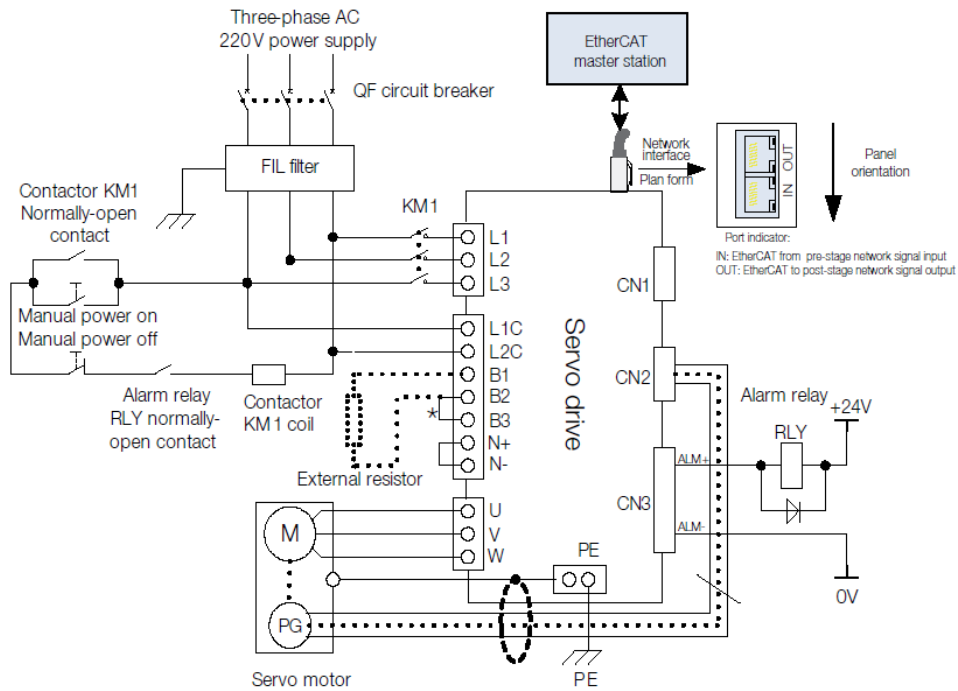 Three-phase AC
220V power supply
QF circuit breaker
FIL filter
Contactor KM1
Normally-open
contact
KM1
Manual power on
Manual power off
Alarm relay
RLY normally-
open contact
Contactor
KM1 coil
External resistor
*
L1
L2
L3
L1C
L2C
B1
B2
B3
N+
N-
U
V
W
M
PG
Servo motor
Servo drive
PE
PE
EtherCAT
master station
Network
interface
Plan form
IN OUT
Panel
orientation
Port indicator:
IN: EtherCAT from pre-stage network signal input
OUT: EtherCAT to post-stage network signal output
CN1
CN2
CN3
ALM+
ALM-
Alarm relay
+24V
RLY
0V